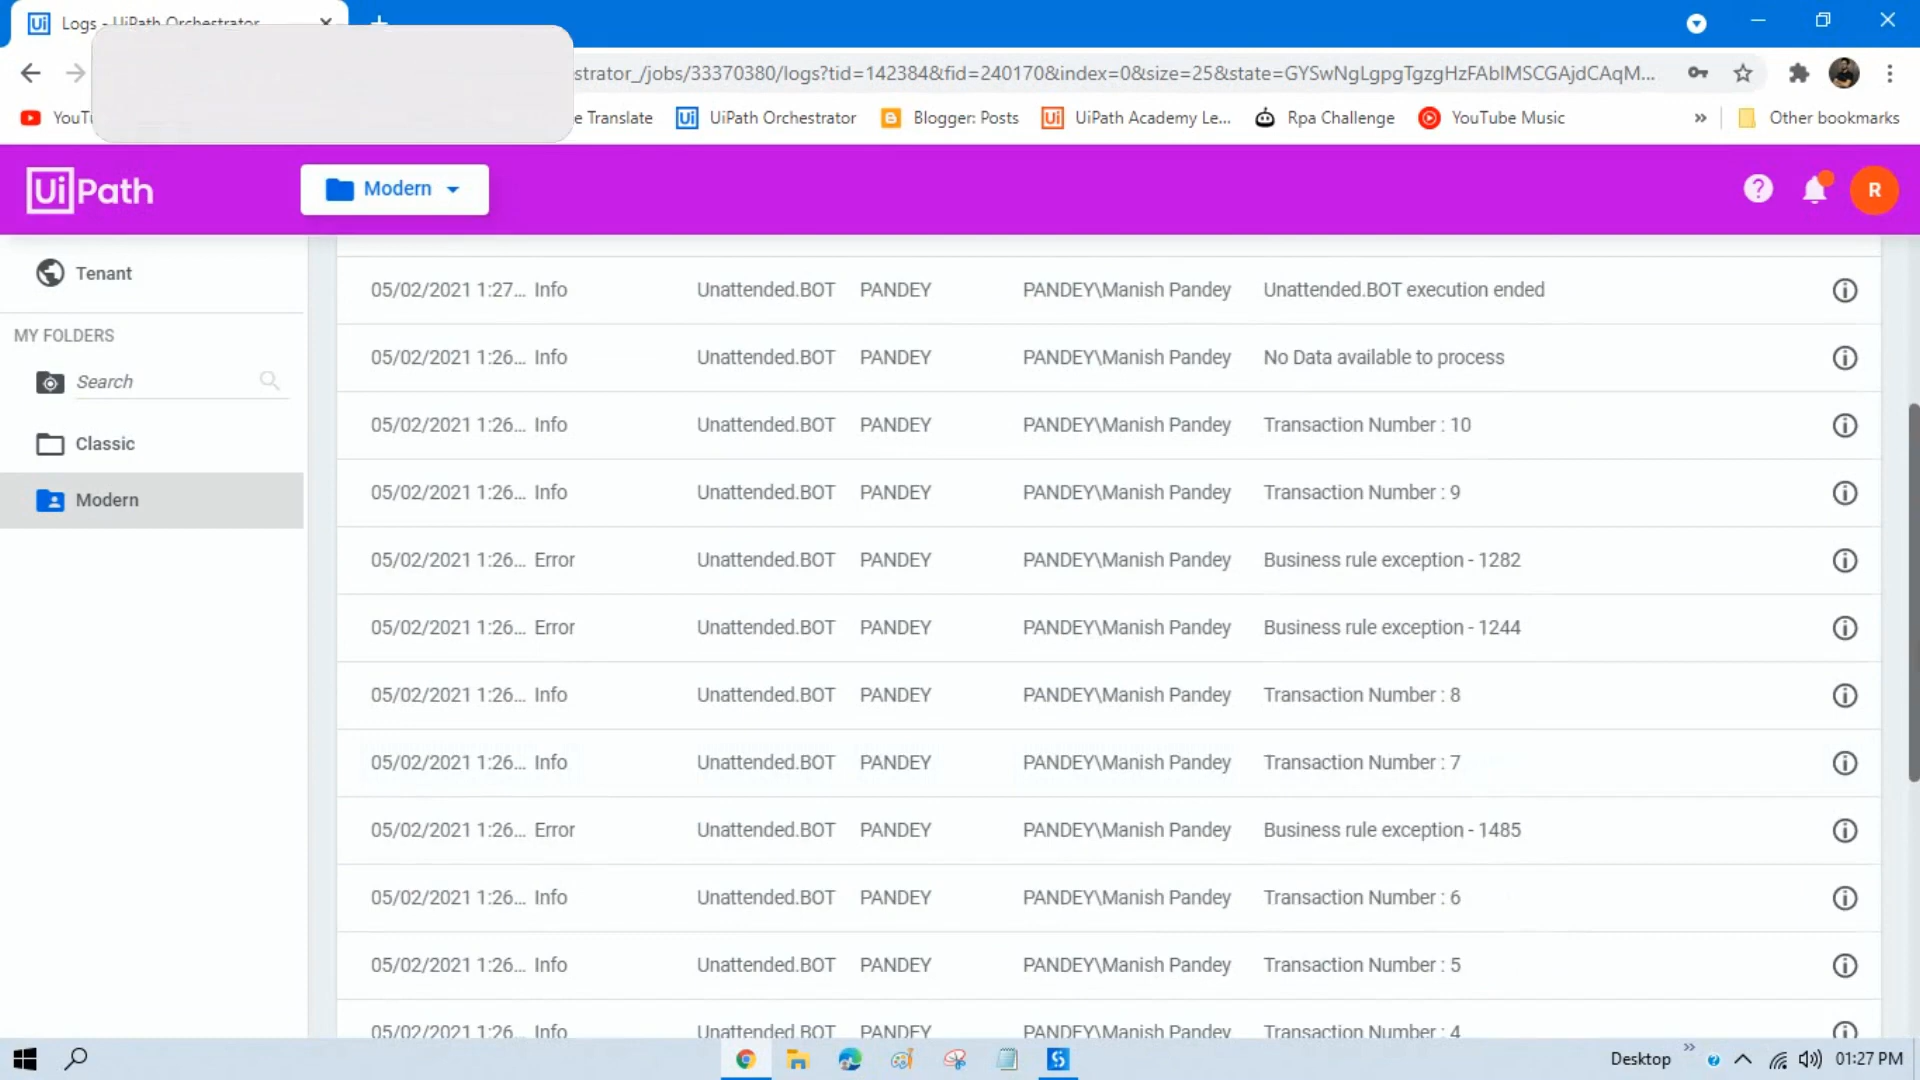 Logs - UiPath Orchestrator
strator_/jobs/33370380/logs?tid=142384&fid=240170&index=0&size=25&state=GYSwNgLgpgTgzgHzFAbIMSCGAjdCAqM...
YouTu
e Translate
UiPath Orchestrator
Blogger: Posts
UiPath Academy Le...
Rpa Challenge
YouTube Music
»
Other bookmarks
UiPath
Modern
R
Tenant
MY FOLDERS
Search
Classic
Modern
05/02/2021 1:27... Info Unattended.BOT PANDEY PANDEY\Manish Pandey Unattended.BOT execution ended
05/02/2021 1:26... Info Unattended.BOT PANDEY PANDEY\Manish Pandey No Data available to process
05/02/2021 1:26... Info Unattended.BOT PANDEY PANDEY\Manish Pandey Transaction Number : 10
05/02/2021 1:26... Info Unattended.BOT PANDEY PANDEY\Manish Pandey Transaction Number : 9
05/02/2021 1:26... Error Unattended.BOT PANDEY PANDEY\Manish Pandey Business rule exception - 1282
05/02/2021 1:26... Error Unattended.BOT PANDEY PANDEY\Manish Pandey Business rule exception - 1244
05/02/2021 1:26... Info Unattended.BOT PANDEY PANDEY\Manish Pandey Transaction Number : 8
05/02/2021 1:26... Info Unattended.BOT PANDEY PANDEY\Manish Pandey Transaction Number : 7
05/02/2021 1:26... Error Unattended.BOT PANDEY PANDEY\Manish Pandey Business rule exception - 1485
05/02/2021 1:26... Info Unattended.BOT PANDEY PANDEY\Manish Pandey Transaction Number : 6
05/02/2021 1:26... Info Unattended.BOT PANDEY PANDEY\Manish Pandey Transaction Number : 5
05/02/2021 1:26... Info Unattended.BOT PANDEY PANDEY\Manish Pandey Transaction Number : 4
Desktop
»
01:27 PM